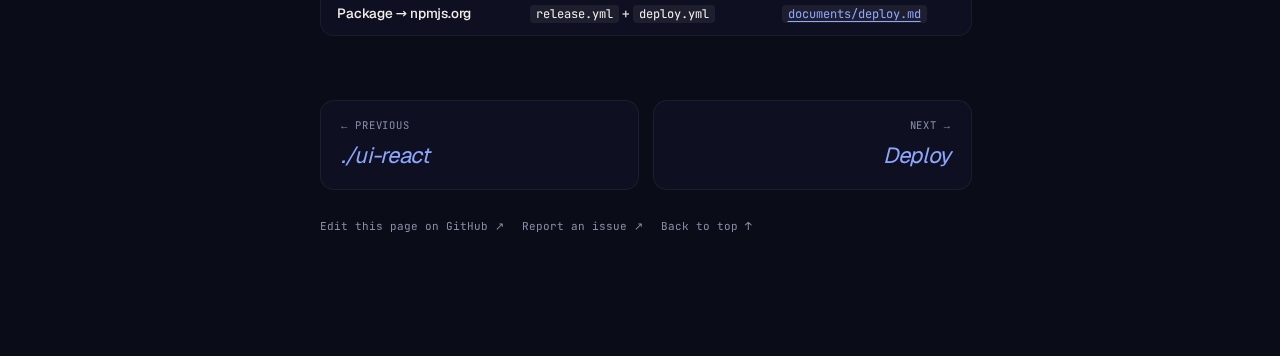 Package → npmjs.org release.yml + deploy.yml documents/deploy.md
← PREVIOUS
./ui-react
NEXT →
Deploy
Edit this page on GitHub ↗ Report an issue ↗ Back to top ↑